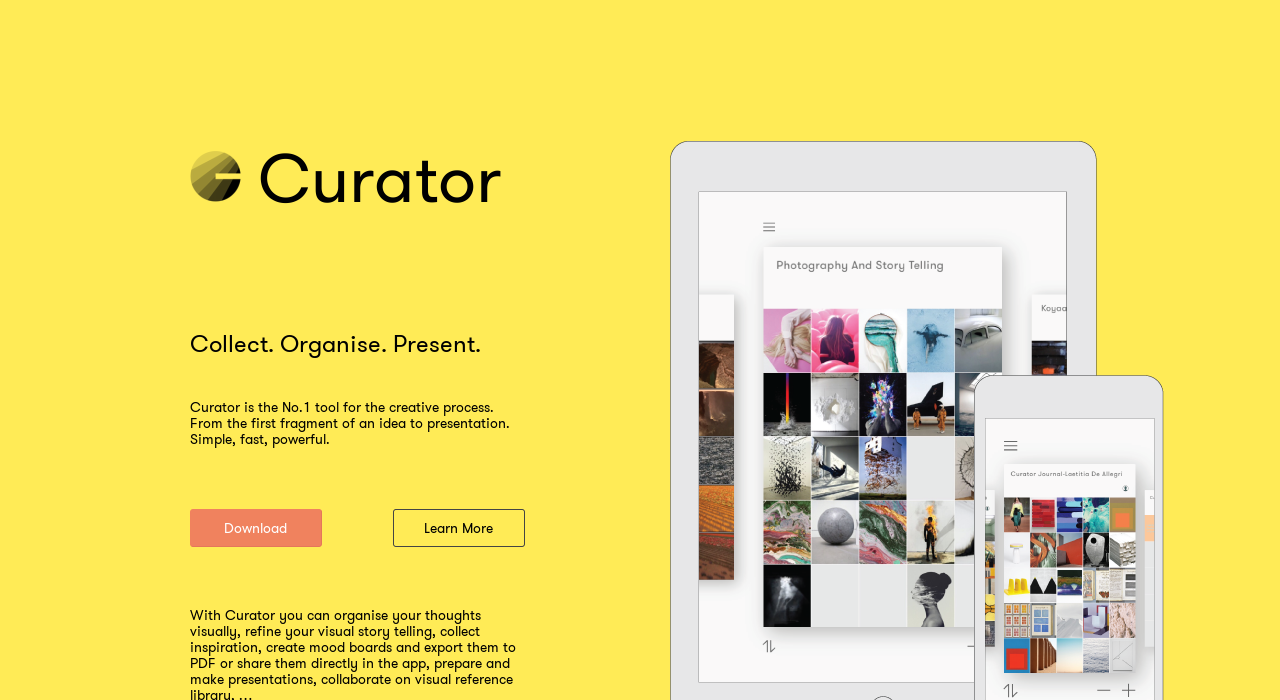 Curator
Collect. Organise. Present.
Curator is the No.1 tool for the creative process.
From the first fragment of an idea to presentation.
Simple, fast, powerful.
Download
Learn More
With Curator you can organise your thoughts
visually, refine your visual story telling, collect
inspiration, create mood boards and export them to
PDF or share them directly in the app, prepare and
make presentations, collaborate on visual reference
library, ...
Photography And Story Telling
Koyaa
Curator Journal-Laetitia De Allegri